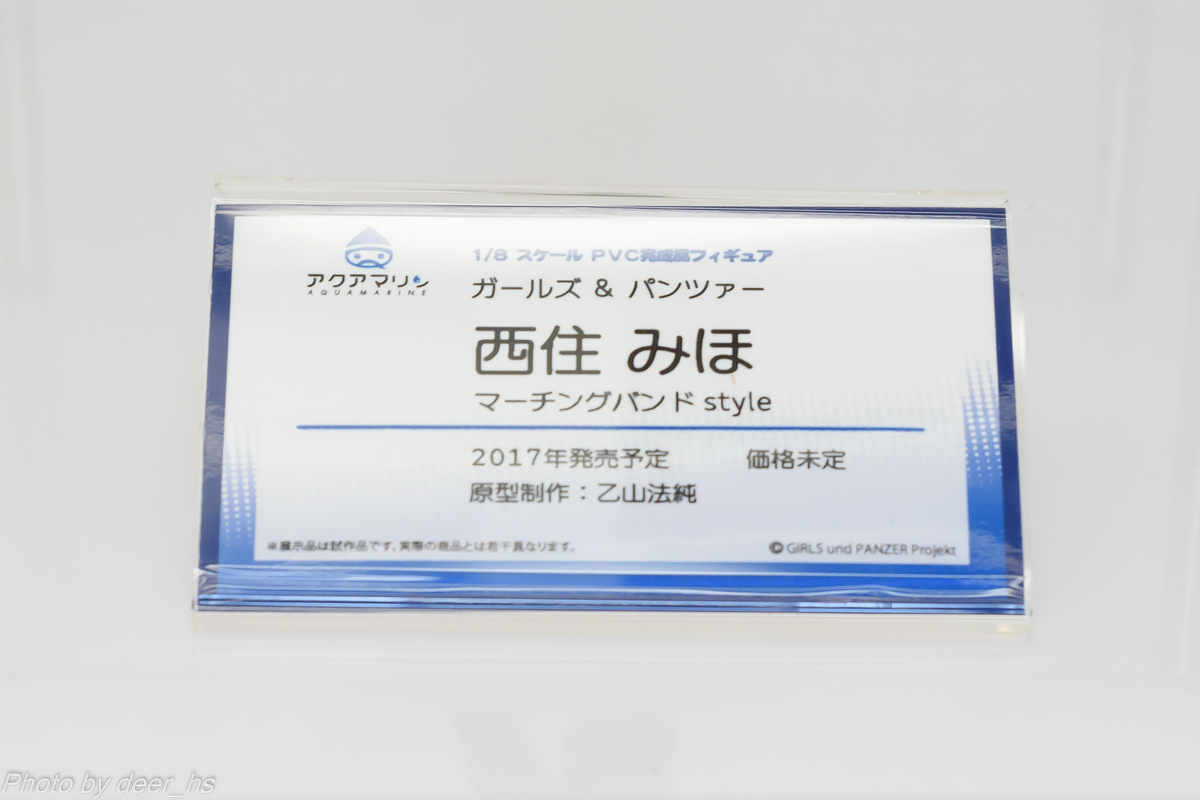 アクアマリン
AQUAMARINE
1/8 スケール PVC完成品フィギュア
ガールズ & パンツァー
西住 みほ
マーチングバンド style
2017年発売予定 価格未定
原型制作：乙山法純
※展示品は試作品です。実際の商品とは若干異なります。
©GIRLS und PANZER Projekt
Photo by deer_hs